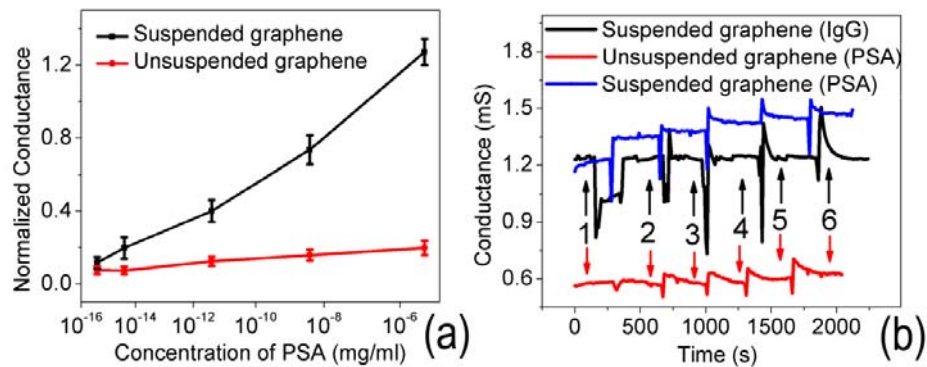 Suspended graphene
Unsuspended graphene
Normalized Conductance
1.2
0.8
0.4
0.0
10⁻¹⁶ 10⁻¹⁴ 10⁻¹² 10⁻¹⁰ 10⁻⁸ 10⁻⁶
Concentration of PSA (mg/ml)
(a)
Suspended graphene (IgG)
Unsuspended graphene (PSA)
Suspended graphene (PSA)
Conductance (mS)
1.8
1.5
1.2
0.9
0.6
1 2 3 4 5 6
0 500 1000 1500 2000
Time (s)
(b)